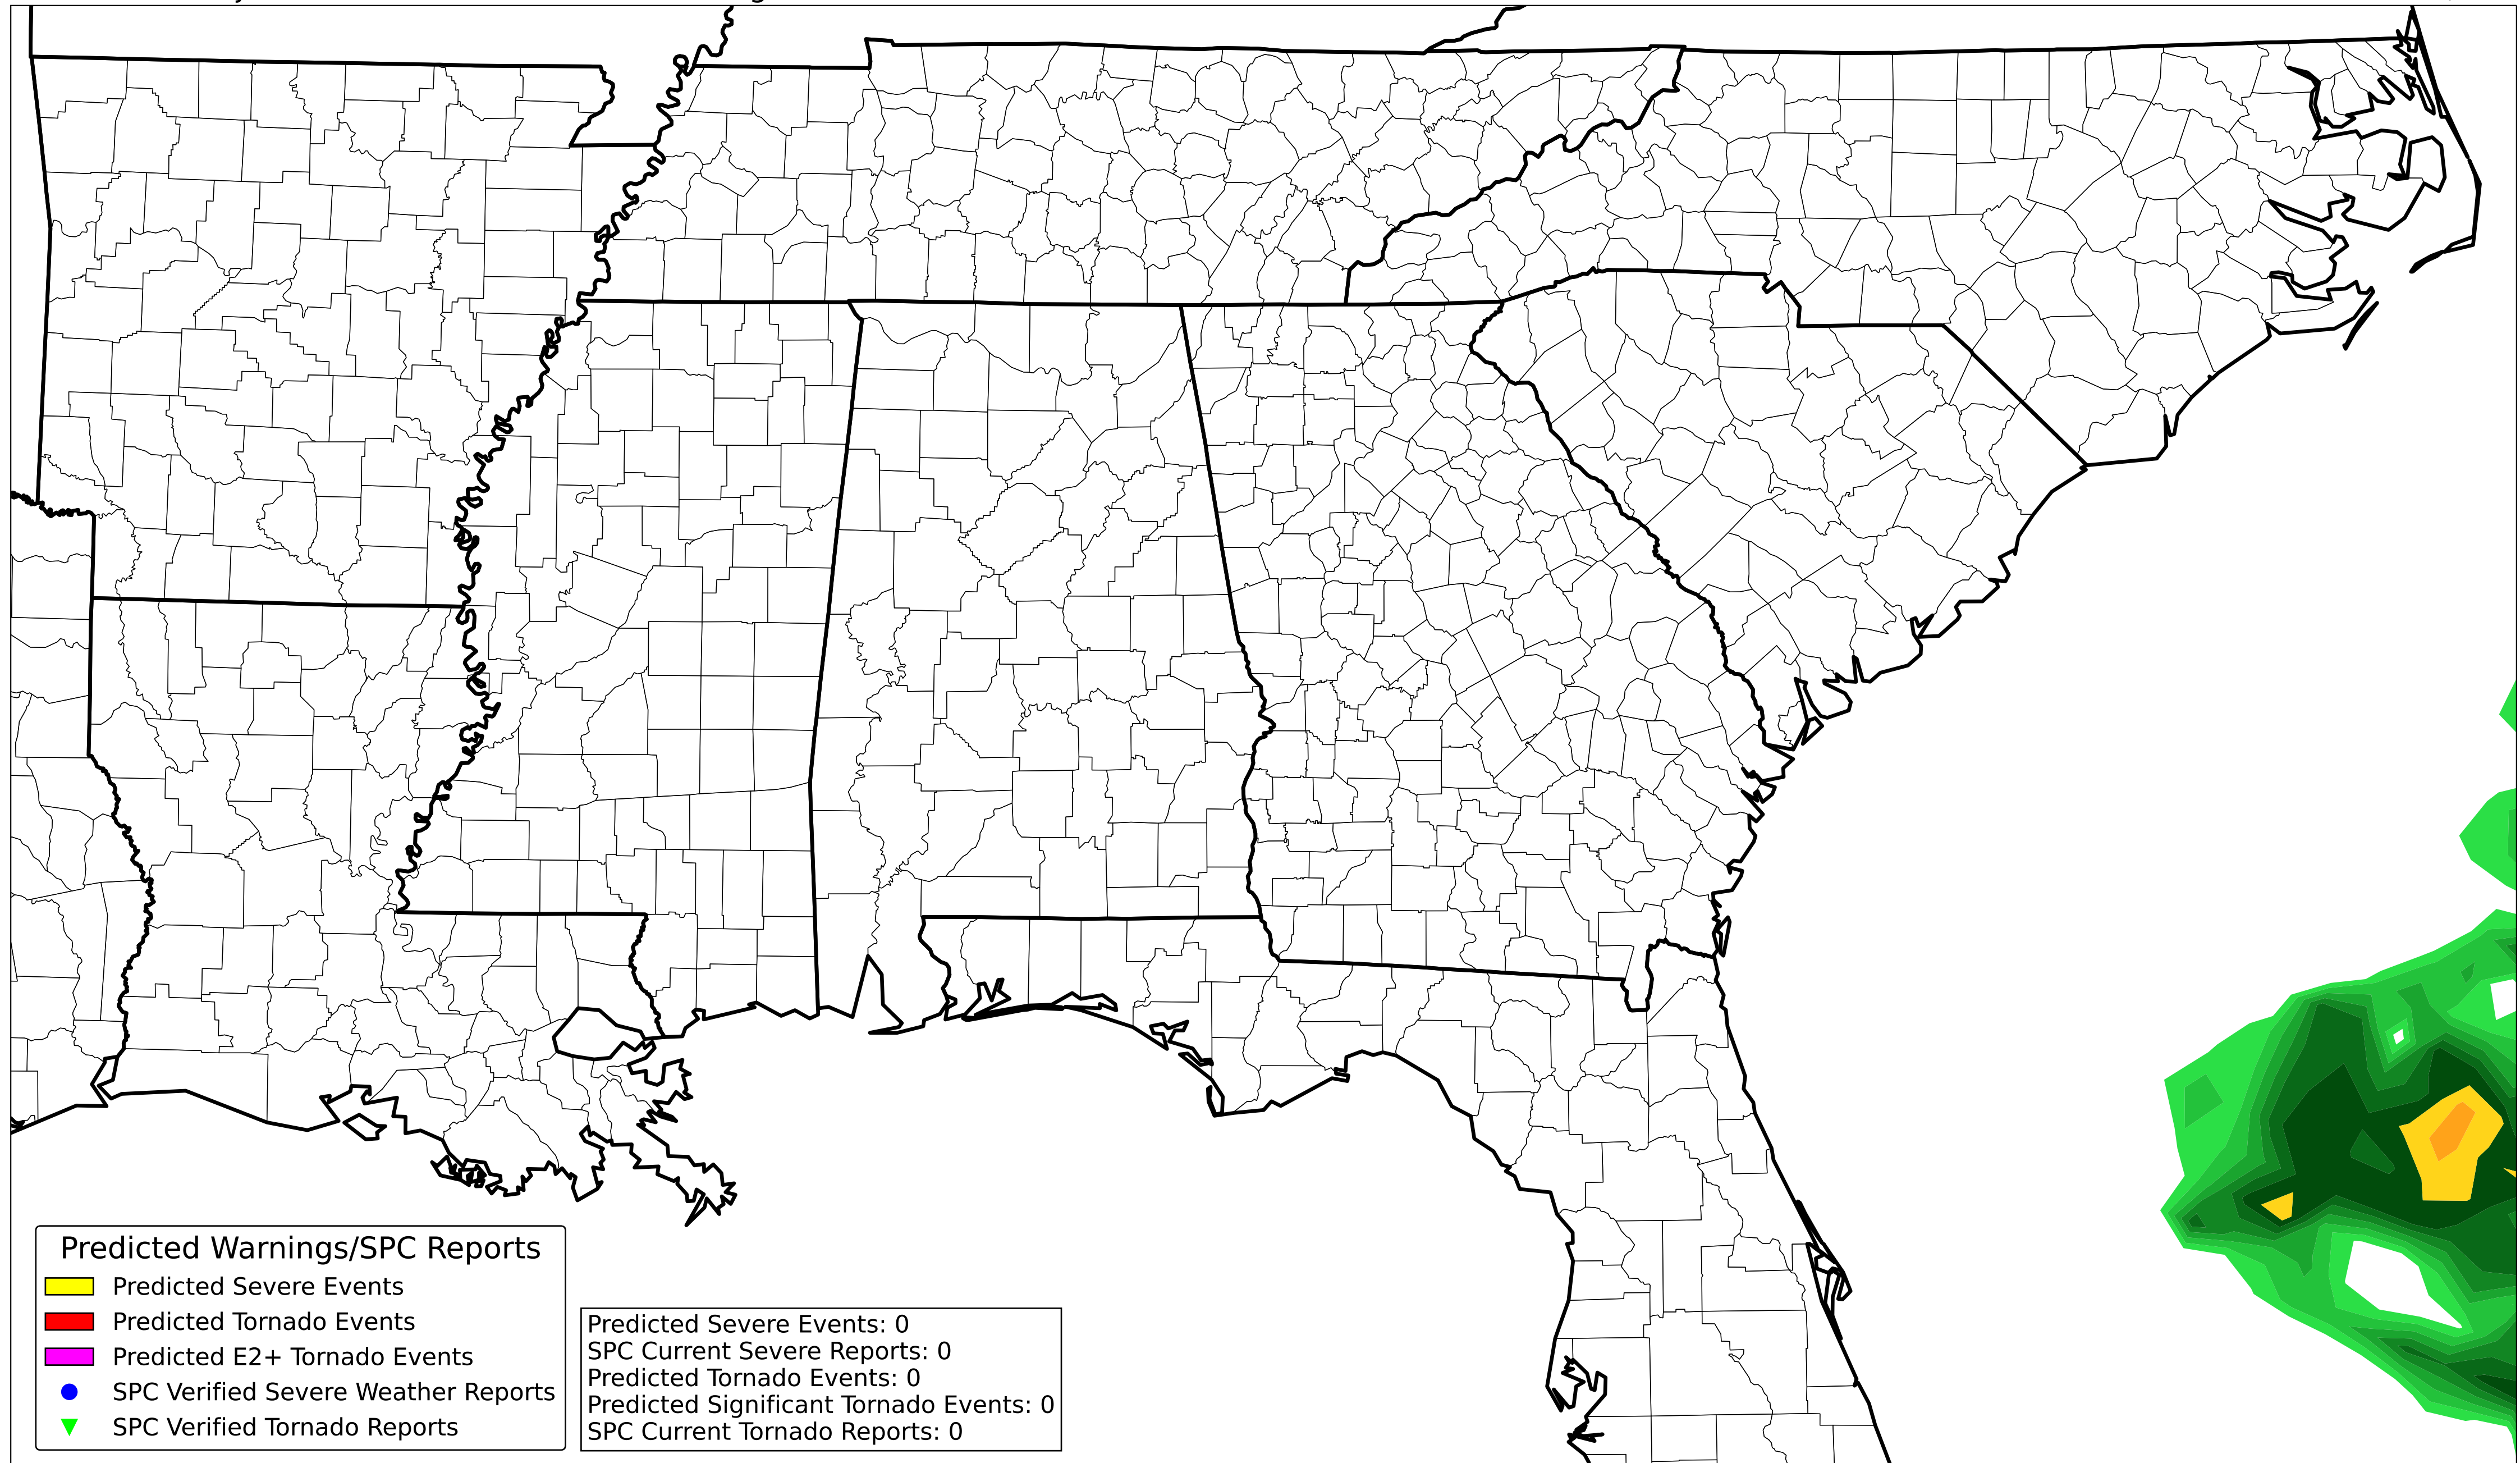 Predicted Warnings/SPC Reports
Predicted Severe Events
Predicted Tornado Events
Predicted E2+ Tornado Events
SPC Verified Severe Weather Reports
SPC Verified Tornado Reports
Predicted Severe Events: 0
SPC Current Severe Reports: 0
Predicted Tornado Events: 0
Predicted Significant Tornado Events: 0
SPC Current Tornado Reports: 0